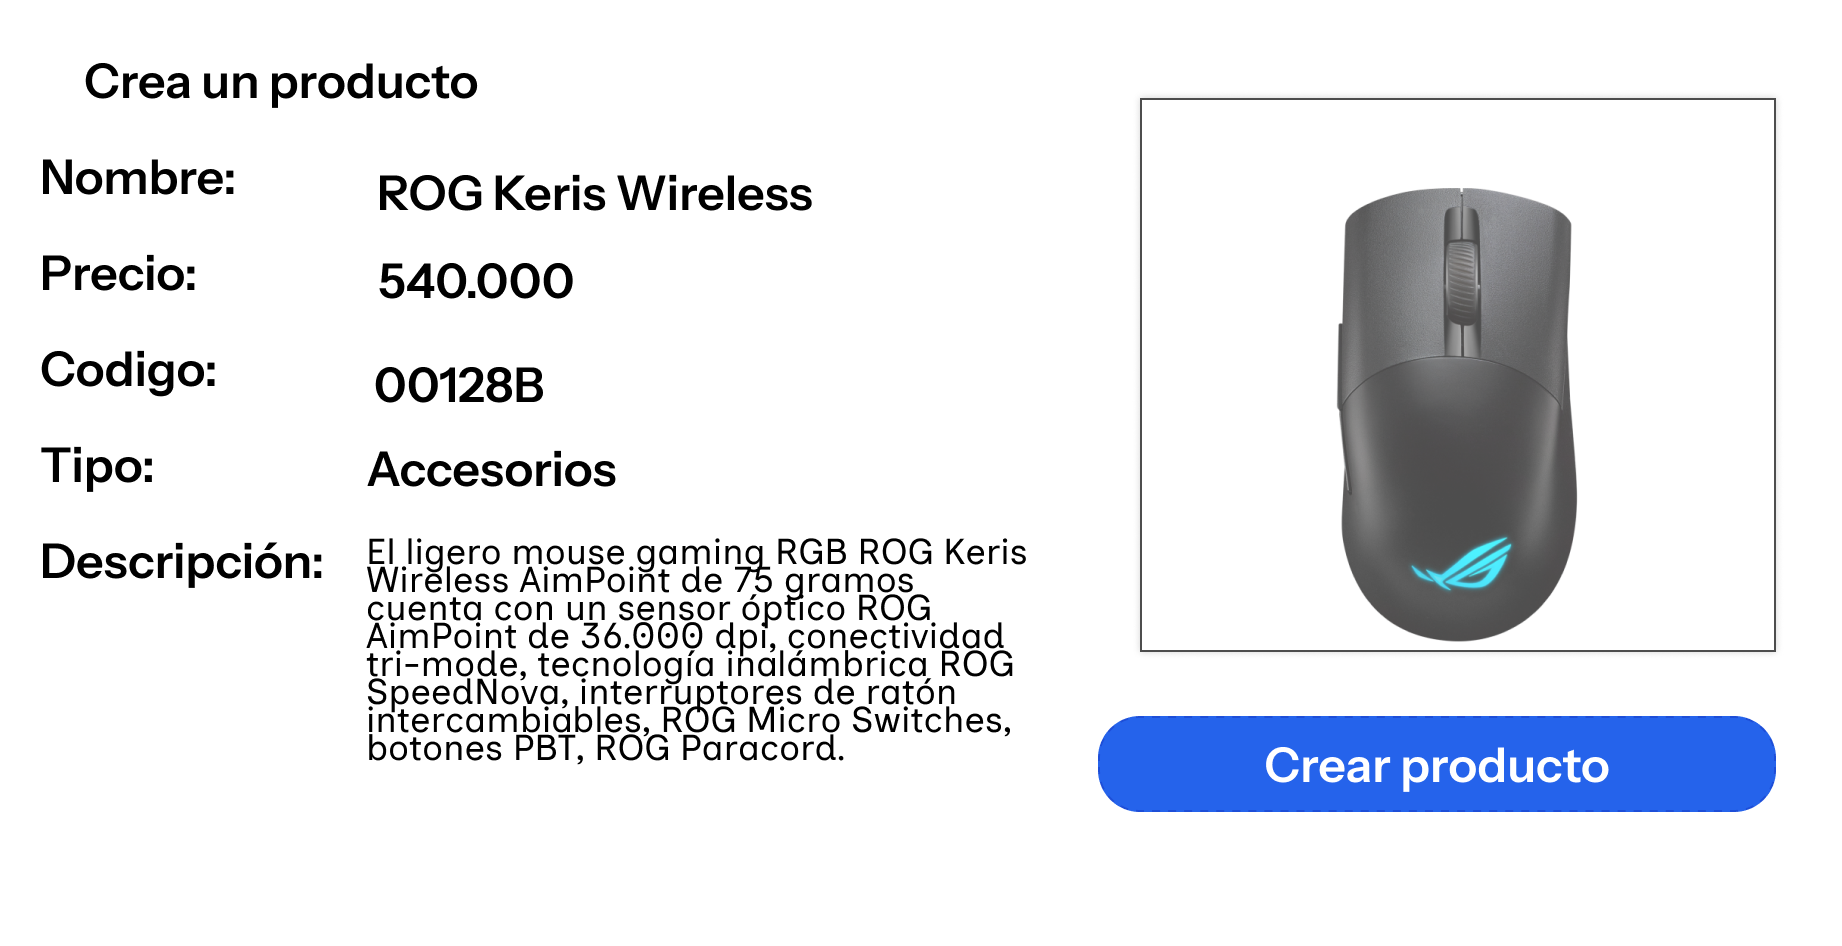 Crea un producto
Nombre:
ROG Keris Wireless
Precio:
540.000
Codigo:
00128B
Tipo:
Accesorios
Descripción:
El ligero mouse gaming RGB ROG Keris
Wireless AimPoint de 75 gramos
cuenta con un sensor óptico ROG
AimPoint de 36.000 dpi, conectividad
tri-mode, tecnología inalámbrica ROG
SpeedNova, interruptores de ratón
intercambiables, ROG Micro Switches,
botones PBT, ROG Paracord.
Crear producto